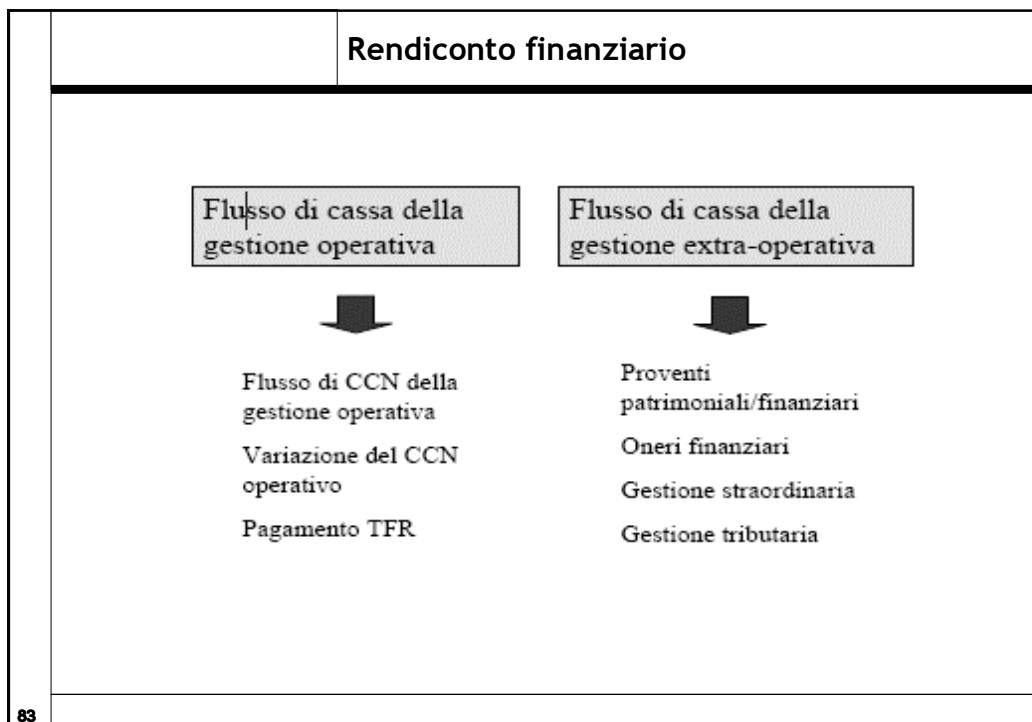 Rendiconto finanziario
Flusso di cassa della
gestione operativa
Flusso di cassa della
gestione extra-operativa
Flusso di CCN della
gestione operativa
Variazione del CCN
operativo
Pagamento TFR
Proventi
patrimoniali/finanziari
Oneri finanziari
Gestione straordinaria
Gestione tributaria
83